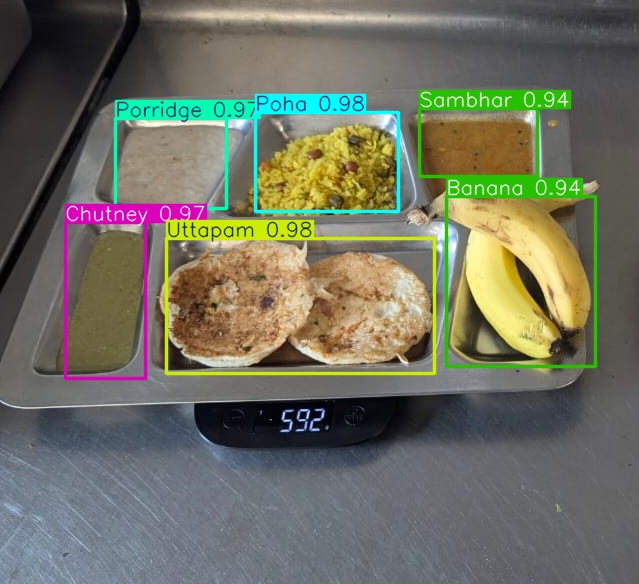 Porridge 0.97
Poha 0.98
Sambhar 0.94
Banana 0.94
Chutney 0.97
Uttapam 0.98
592